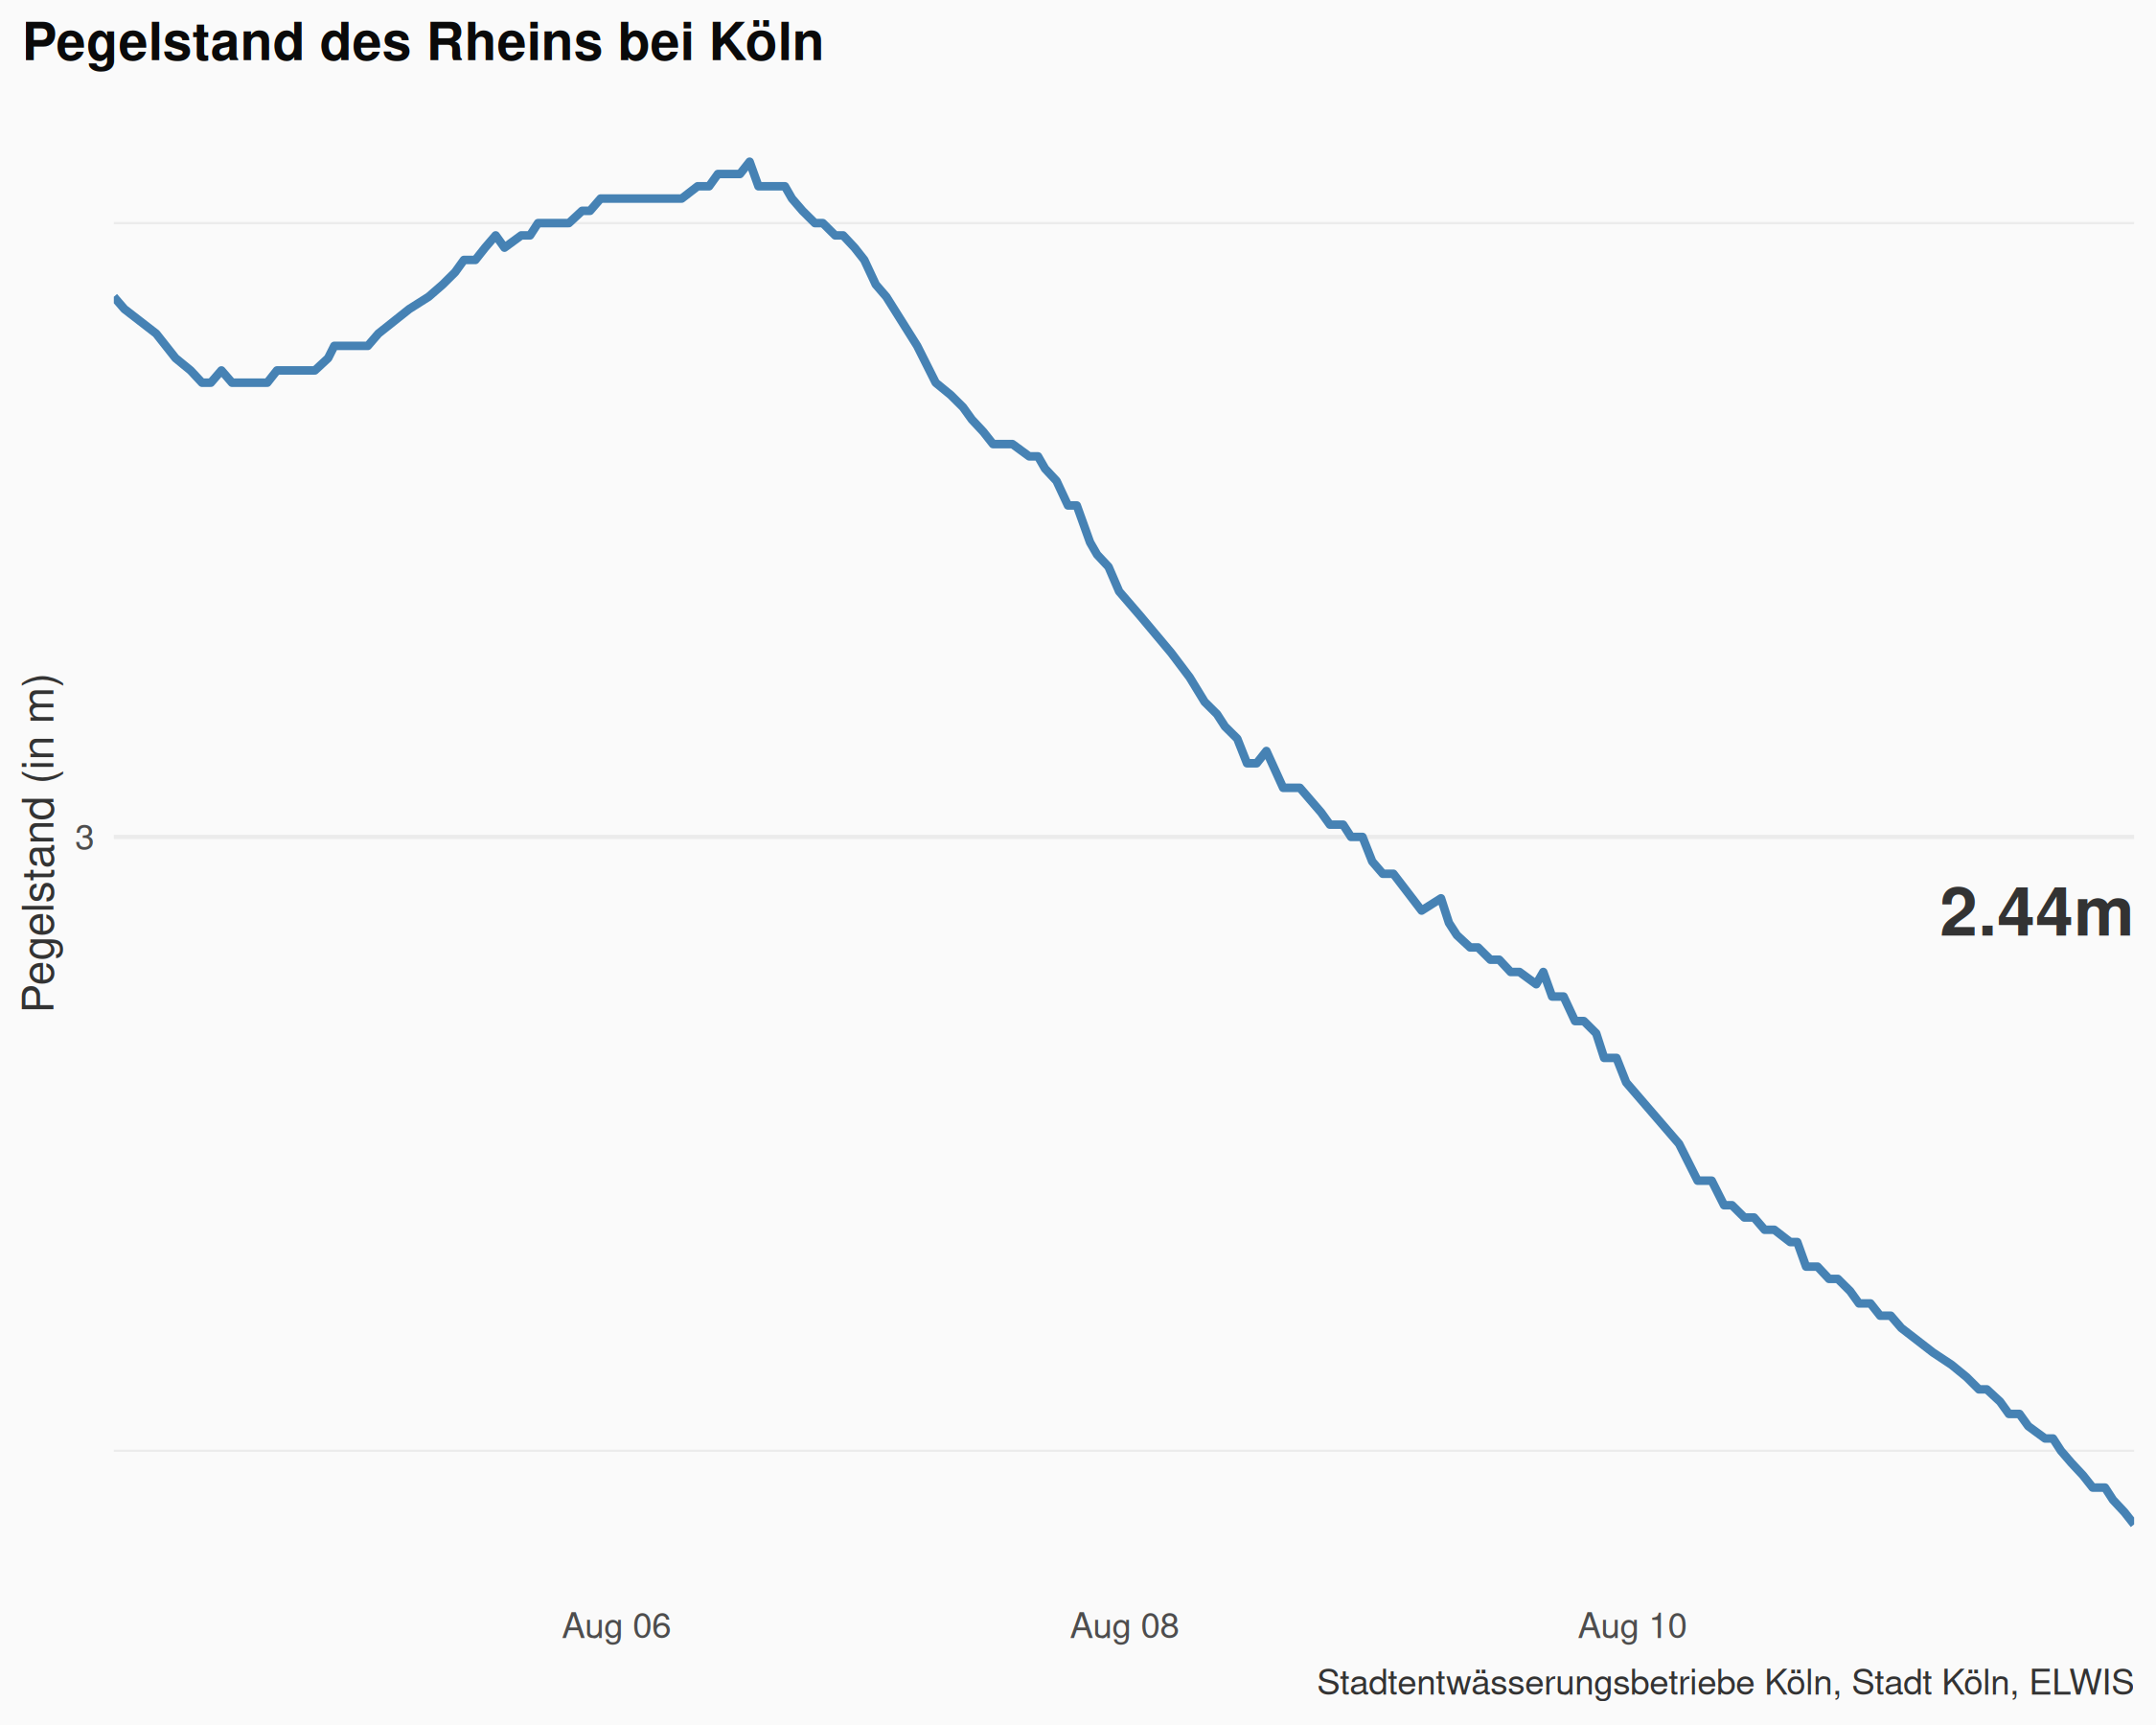 Pegelstand des Rheins bei Köln
Pegelstand (in m)
3
2.44m
Aug 06
Aug 08
Aug 10
Stadtentwässerungsbetriebe Köln, Stadt Köln, ELWIS